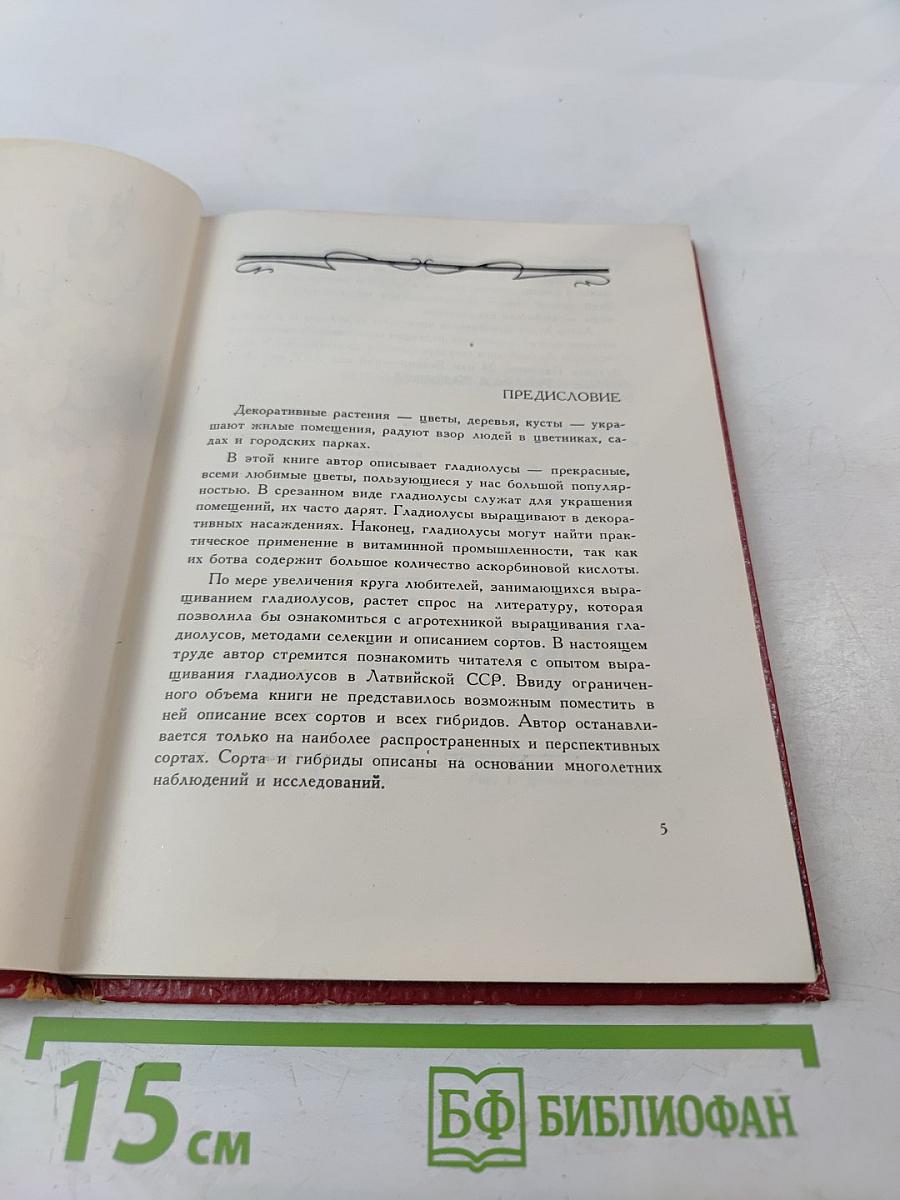 ПРЕДИСЛОВИЕ
Декоративные растения — цветы, деревья, кусты — укра-
шают жилые помещения, радуют взор людей в цветниках, са-
дах и городских парках.
В этой книге автор описывает гладиолусы — прекрасные,
всеми любимые цветы, пользующиеся у нас большой популяр-
ностью. В срезанном виде гладиолусы служат для украшения
помещений, их часто дарят. Гладиолусы выращивают в декора-
тивных насаждениях. Наконец, гладиолусы могут найти прак-
тическое применение в витаминной промышленности, так как
их ботва содержит большое количество аскорбиновой кислоты.
По мере увеличения круга любителей, занимающихся выра-
щиванием гладиолусов, растет спрос на литературу, которая
позволила бы ознакомиться с агротехникой выращивания гла-
диолусов, методами селекции и описанием сортов. В настоящем
труде автор стремится познакомить читателя с опытом выра-
щивания гладиолусов в Латвийской ССР. Ввиду ограничен-
ного объема книги не представилось возможным поместить в
ней описание всех сортов и всех гибридов. Автор останавли-
вается только на наиболее распространенных и перспективных
сортах. Сорта и гибриды описаны на основании многолетних
наблюдений и исследований.
5
15 см
БФ БИБЛИОФАН